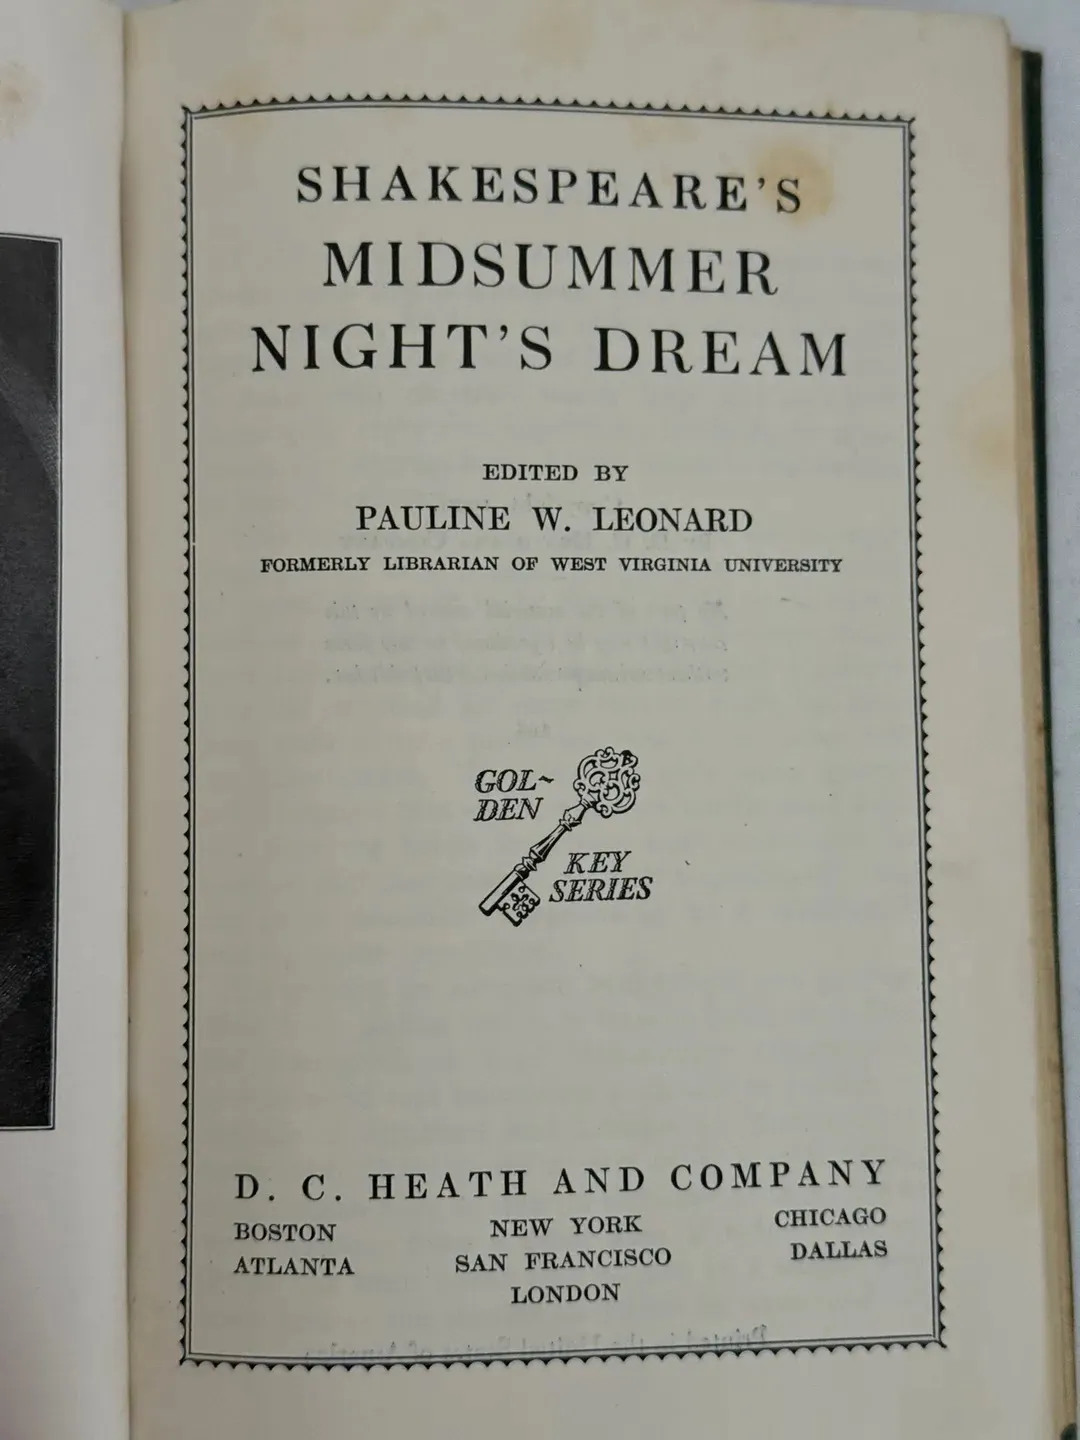 SHAKESPEARE'S
MIDSUMMER
NIGHT'S DREAM
EDITED BY
PAULINE W. LEONARD
FORMERLY LIBRARIAN OF WEST VIRGINIA UNIVERSITY
GOL~
DEN
KEY
SERIES
D. C. HEATH AND COMPANY
BOSTON NEW YORK CHICAGO
ATLANTA SAN FRANCISCO DALLAS
LONDON